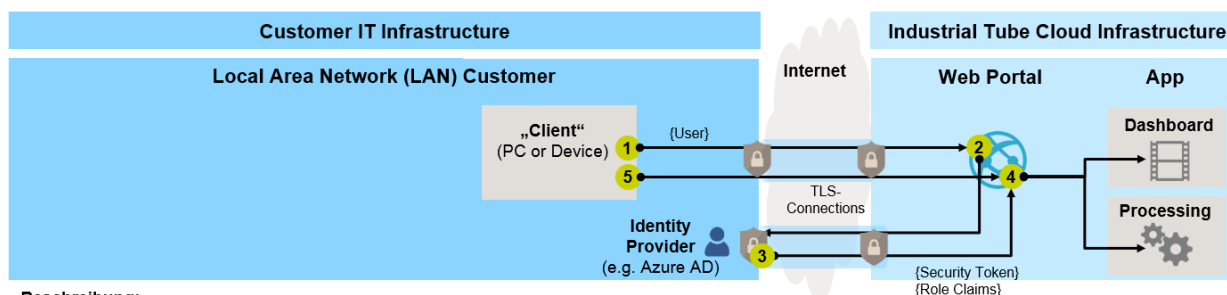 Customer IT Infrastructure
Industrial Tube Cloud Infrastructure
Local Area Network (LAN) Customer
Internet
Web Portal
App
„Client“
(PC or Device)
{User}
1
2
5
4
Dashboard
TLS-
Connections
Processing
Identity
Provider
(e.g. Azure AD)
3
{Security Token}
{Role Claims}
Beschreibung: